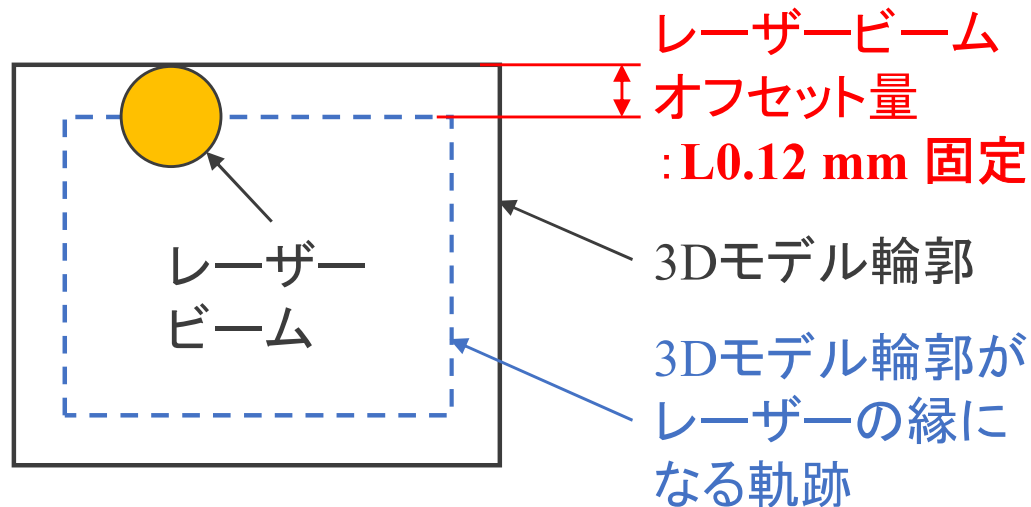 レーザービーム
オフセット量
：L0.12 mm 固定
レーザー
ビーム
3Dモデル輪郭
3Dモデル輪郭が
レーザーの縁に
なる軌跡